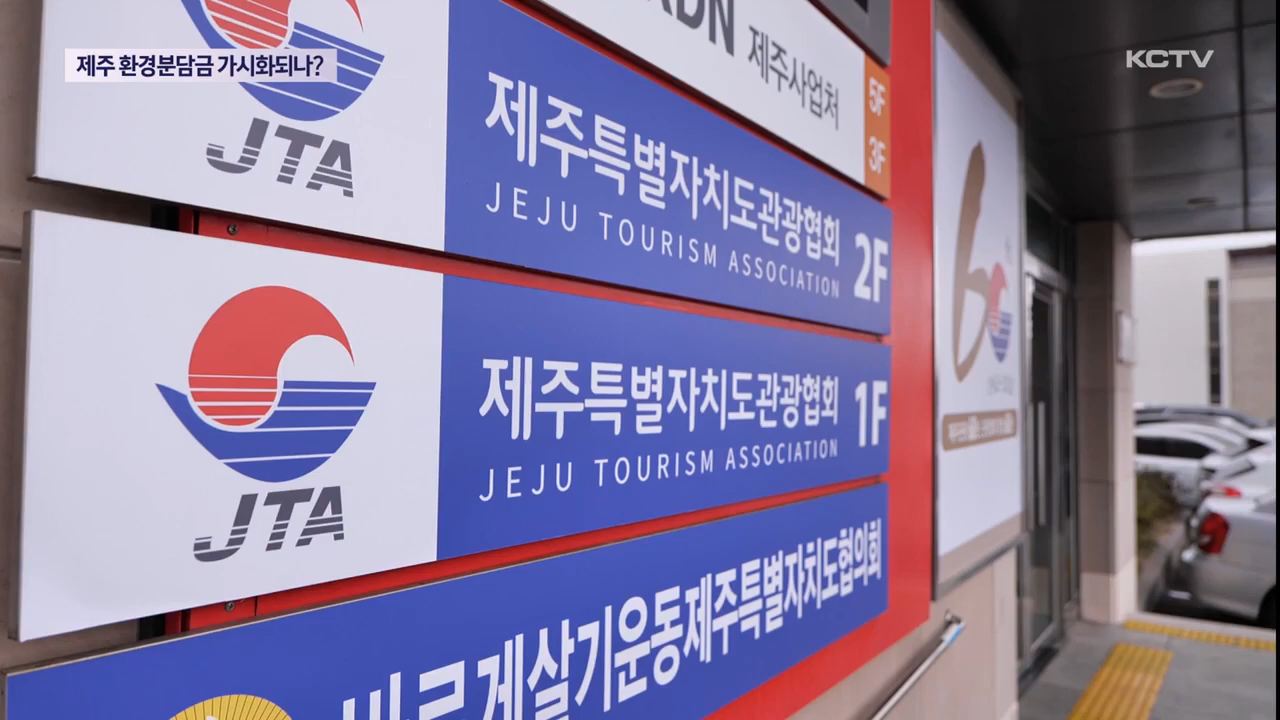 제주 환경분담금 가시화되나?
KCTV
제주사업처
5F
3F
JTA
제주특별자치도관광협회
JEJU TOURISM ASSOCIATION
2F
JTA
제주특별자치도관광협회
JEJU TOURISM ASSOCIATION
1F
바르게살기운동제주특별자치도협의회
60